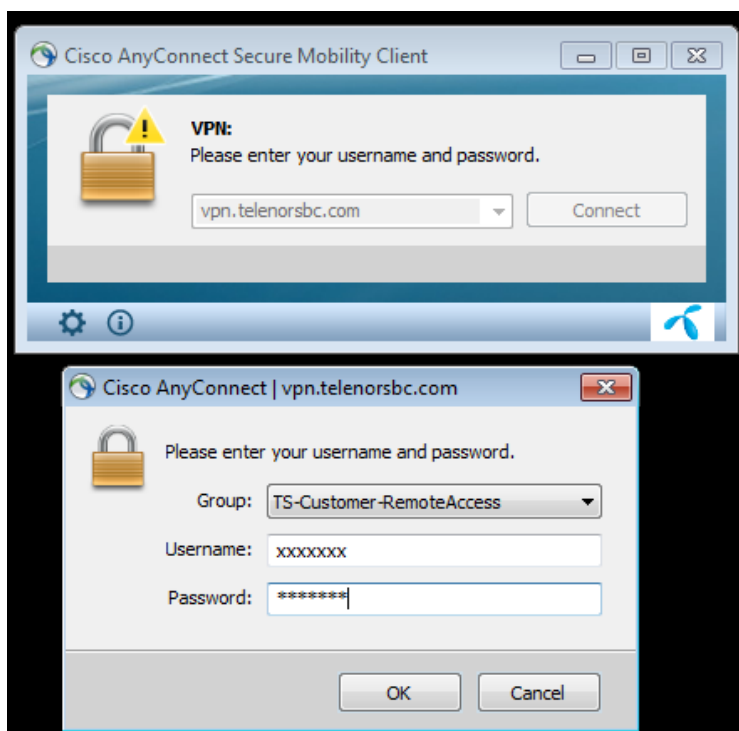 Cisco AnyConnect Secure Mobility Client
VPN:
Please enter your username and password.
vpn.telenorsbc.com Connect
Cisco AnyConnect | vpn.telenorsbc.com
Please enter your username and password.
Group: TS-Customer-RemoteAccess
Username: xxxxxxx
Password: *******
OK Cancel